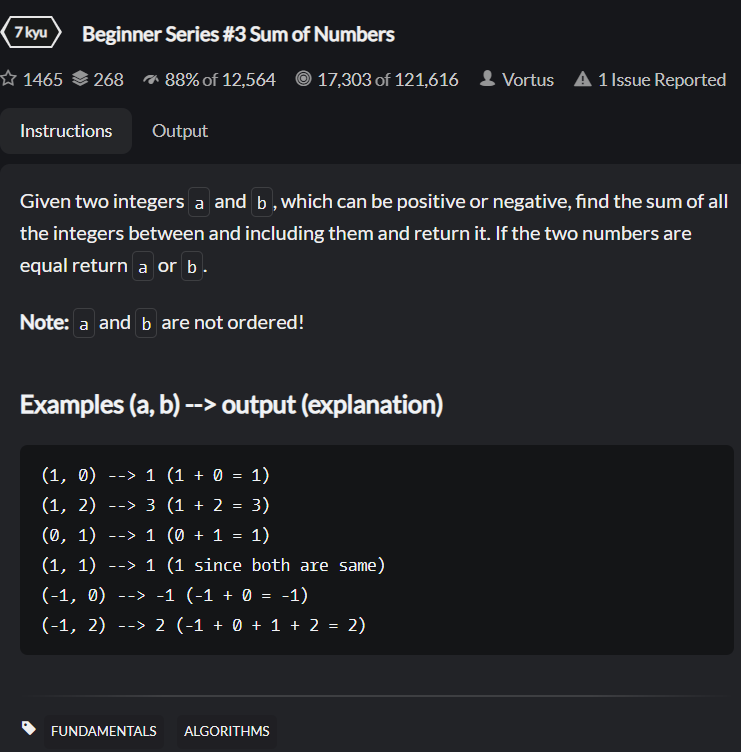 7 kyu Beginner Series #3 Sum of Numbers
1465 268 88% of 12,564 17,303 of 121,616 Vortus 1 Issue Reported
Instructions Output
Given two integers a and b, which can be positive or negative, find the sum of all
the integers between and including them and return it. If the two numbers are
equal return a or b.
Note: a and b are not ordered!
Examples (a, b) --> output (explanation)
(1, 0) --> 1 (1 + 0 = 1)
(1, 2) --> 3 (1 + 2 = 3)
(0, 1) --> 1 (0 + 1 = 1)
(1, 1) --> 1 (1 since both are same)
(-1, 0) --> -1 (-1 + 0 = -1)
(-1, 2) --> 2 (-1 + 0 + 1 + 2 = 2)
FUNDAMENTALS ALGORITHMS